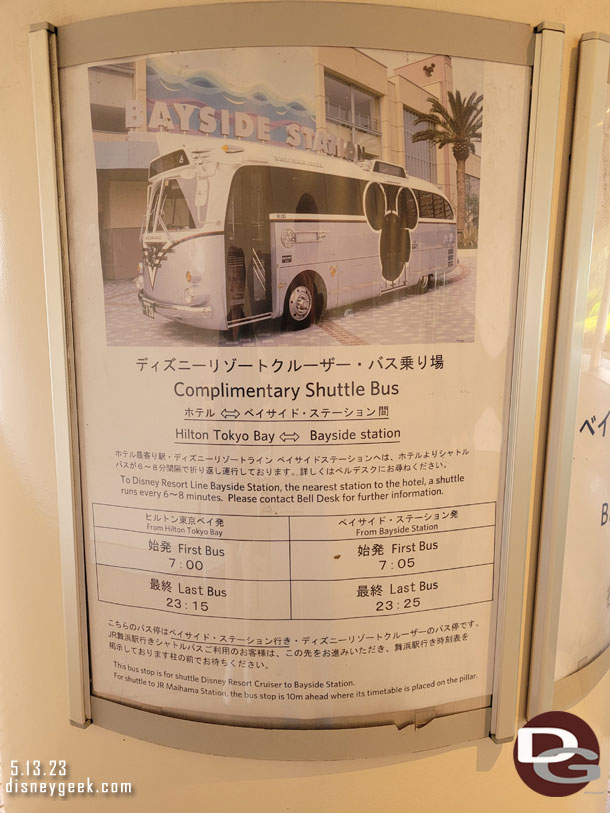 BAYSIDE STATION
ディズニーリゾートクルーザー・バス乗り場
Complimentary Shuttle Bus
ホテル ⇔ ベイサイド・ステーション間
Hilton Tokyo Bay ⇔ Bayside station
ホテル最寄り駅・ディズニーリゾートライン ベイサイドステーションへは、ホテルよりシャトル
バスが6～8分間隔で折り返し運行しております。詳しくはベルデスクにお尋ねください。
To Disney Resort Line Bayside Station, the nearest station to the hotel, a shuttle
runs every 6～8 minutes. Please contact Bell Desk for further information.
ヒルトン東京ベイ発
From Hilton Tokyo Bay
ベイサイド・ステーション発
From Bayside Station
始発 First Bus
7:00
始発 First Bus
7:05
最終 Last Bus
23:15
最終 Last Bus
23:25
こちらのバス停はベイサイド・ステーション行き・ディズニーリゾートクルーザーのバス停です。
JR舞浜駅行きシャトルバスご利用のお客様は、この先をお進みいただき、舞浜駅行き時刻表を
掲示しております柱の前でお待ちください。
This bus stop is for shuttle Disney Resort Cruiser to Bayside Station.
For shuttle to JR Maihama Station, the bus stop is 10m ahead where its timetable is placed on the pillar.
ベイ
5.13.23
disneygeek.com
DG